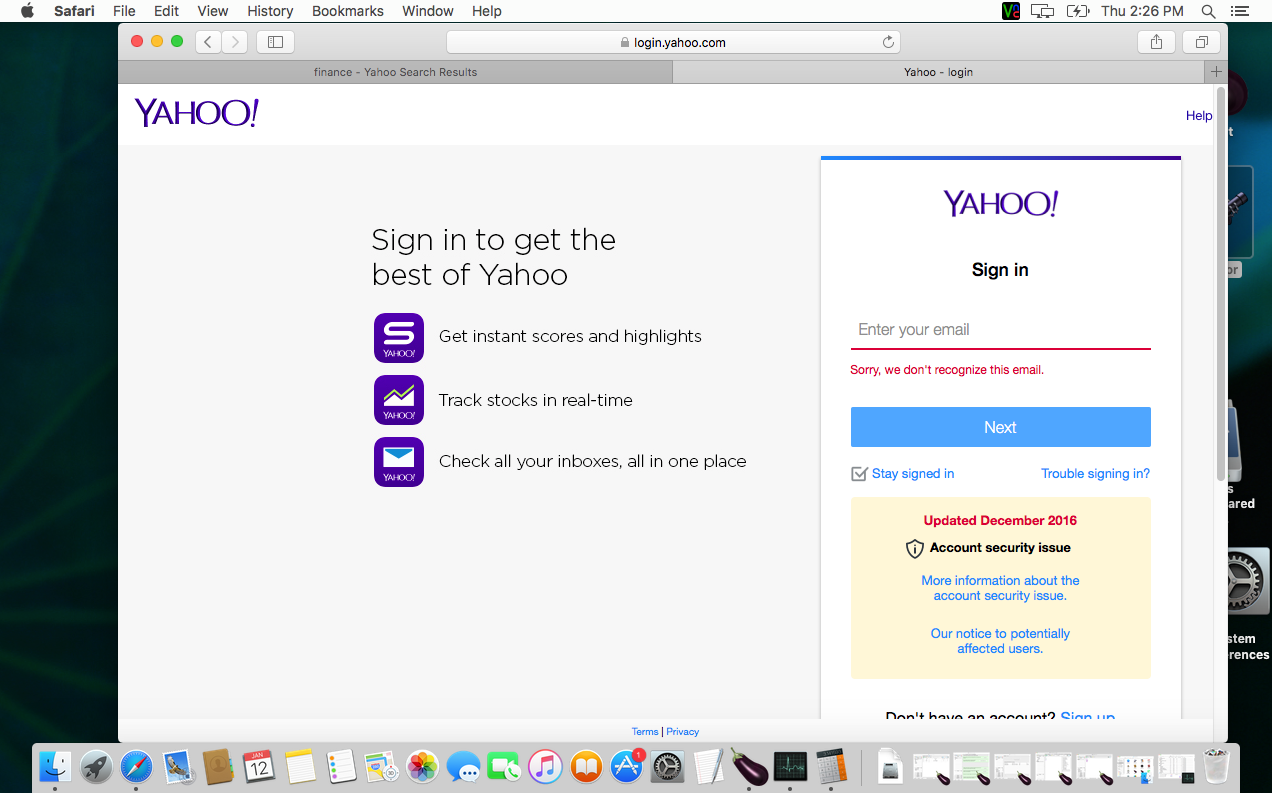 Safari File Edit View History Bookmarks Window Help
Thu 2:26 PM
login.yahoo.com
finance - Yahoo Search Results
Yahoo - login
YAHOO!
Help
Sign in to get the
best of Yahoo
YAHOO!
Get instant scores and highlights
YAHOO!
Track stocks in real-time
YAHOO!
Check all your inboxes, all in one place
YAHOO!
Sign in
Enter your email
Sorry, we don't recognize this email.
Next
Stay signed in
Trouble signing in?
Updated December 2016
Account security issue
More information about the
account security issue.
Our notice to potentially
affected users.
Don't have an account? Sign up
Terms | Privacy
JAN
12
1